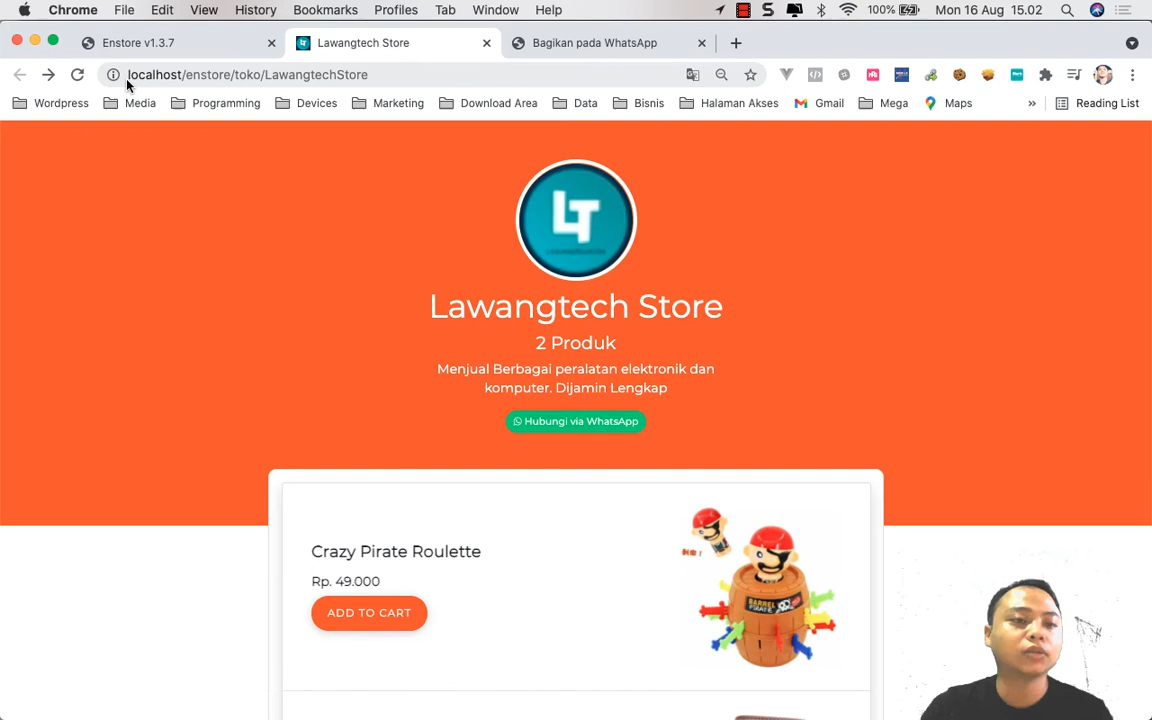 Chrome File Edit View History Bookmarks Profiles Tab Window Help 100% Mon 16 Aug 15.02
Enstore v1.3.7 Lawangtech Store Bagikan pada WhatsApp
localhost/enstore/toko/LawangtechStore
Wordpress Media Programming Devices Marketing Download Area Data Bisnis Halaman Akses Gmail Mega Maps » Reading List
LT
Lawangtech Store
2 Produk
Menjual Berbagai peralatan elektronik dan
komputer. Dijamin Lengkap
Hubungi via WhatsApp
Crazy Pirate Roulette
Rp. 49.000
ADD TO CART
BARREL
PIRATE